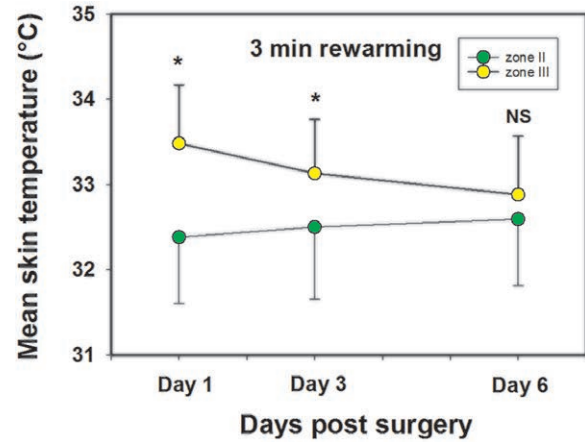 3 min rewarming
zone II
zone III
*
*
NS
35
34
33
32
31
Mean skin temperature (°C)
Day 1
Day 3
Day 6
Days post surgery